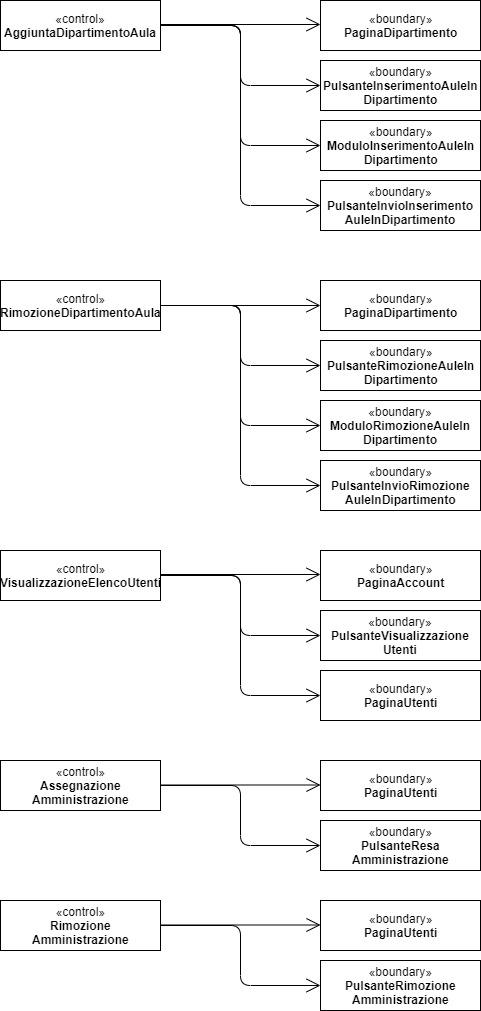 «control»
AggiuntaDipartimentoAula
«boundary»
PaginaDipartimento
«boundary»
PulsanteInserimentoAuleIn
Dipartimento
«boundary»
ModuloInserimentoAuleIn
Dipartimento
«boundary»
PulsanteInvioInserimento
AuleInDipartimento
«control»
RimozioneDipartimentoAula
«boundary»
PaginaDipartimento
«boundary»
PulsanteRimozioneAuleIn
Dipartimento
«boundary»
ModuloRimozioneAuleIn
Dipartimento
«boundary»
PulsanteInvioRimozione
AuleInDipartimento
«control»
VisualizzazioneElencoUtenti
«boundary»
PaginaAccount
«boundary»
PulsanteVisualizzazione
Utenti
«boundary»
PaginaUtenti
«control»
Assegnazione
Amministrazione
«boundary»
PaginaUtenti
«boundary»
PulsanteResa
Amministrazione
«control»
Rimozione
Amministrazione
«boundary»
PaginaUtenti
«boundary»
PulsanteRimozione
Amministrazione